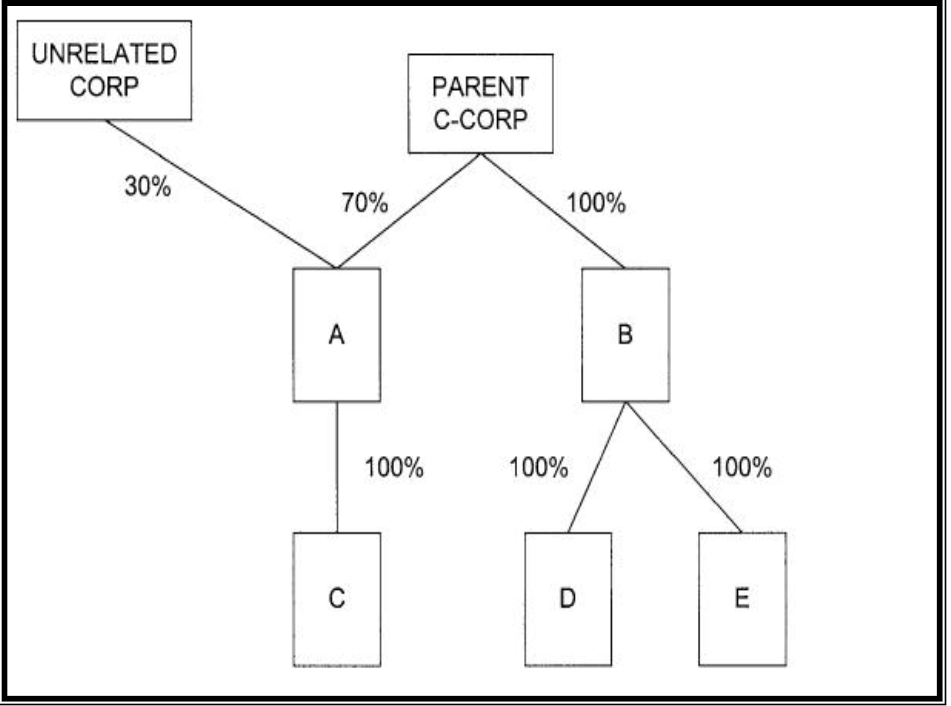 UNRELATED
CORP
PARENT
C-CORP
30%
70%
100%
A
B
100%
100%
100%
C
D
E